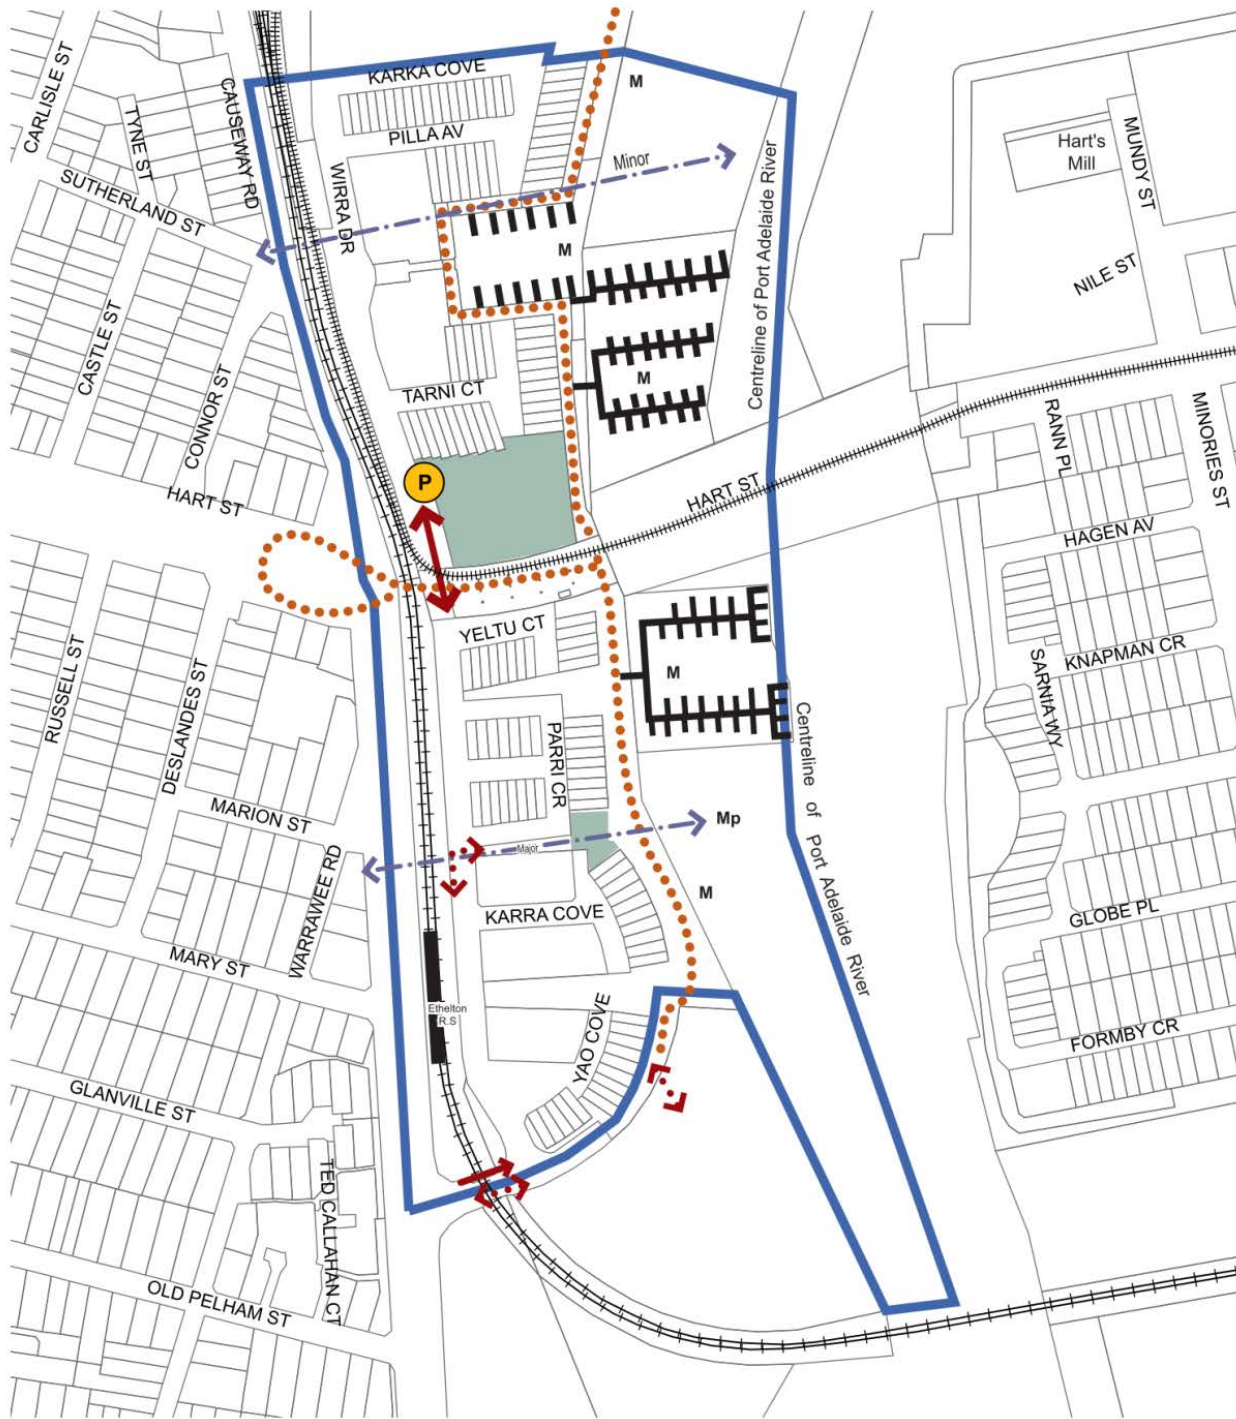 KARKA COVE
M
CARLISLE ST
TYNE ST
CAUSEWAY RD
PILLA AV
Minor
MUNDY ST
Hart's
Mill
SUTHERLAND ST
WIRRA DR
M
Centreline of Port Adelaide River
NILE ST
CASTLE ST
CONNOR ST
TARNI CT
M
RANN PL
MINORIES ST
P
HART ST
HART ST
HAGEN AV
YELTU CT
RUSSELL ST
DESLANDES ST
M
SARNIA WY
KNAPMAN CR
PARRI CR
Centreline of Port Adelaide River
MARION ST
Major
Mp
WARRAWEE RD
M
KARRA COVE
GLOBE PL
MARY ST
Ethelton
R.S
YAO COVE
FORMBY CR
GLANVILLE ST
TED CALLAHAN CT
OLD PELHAM ST